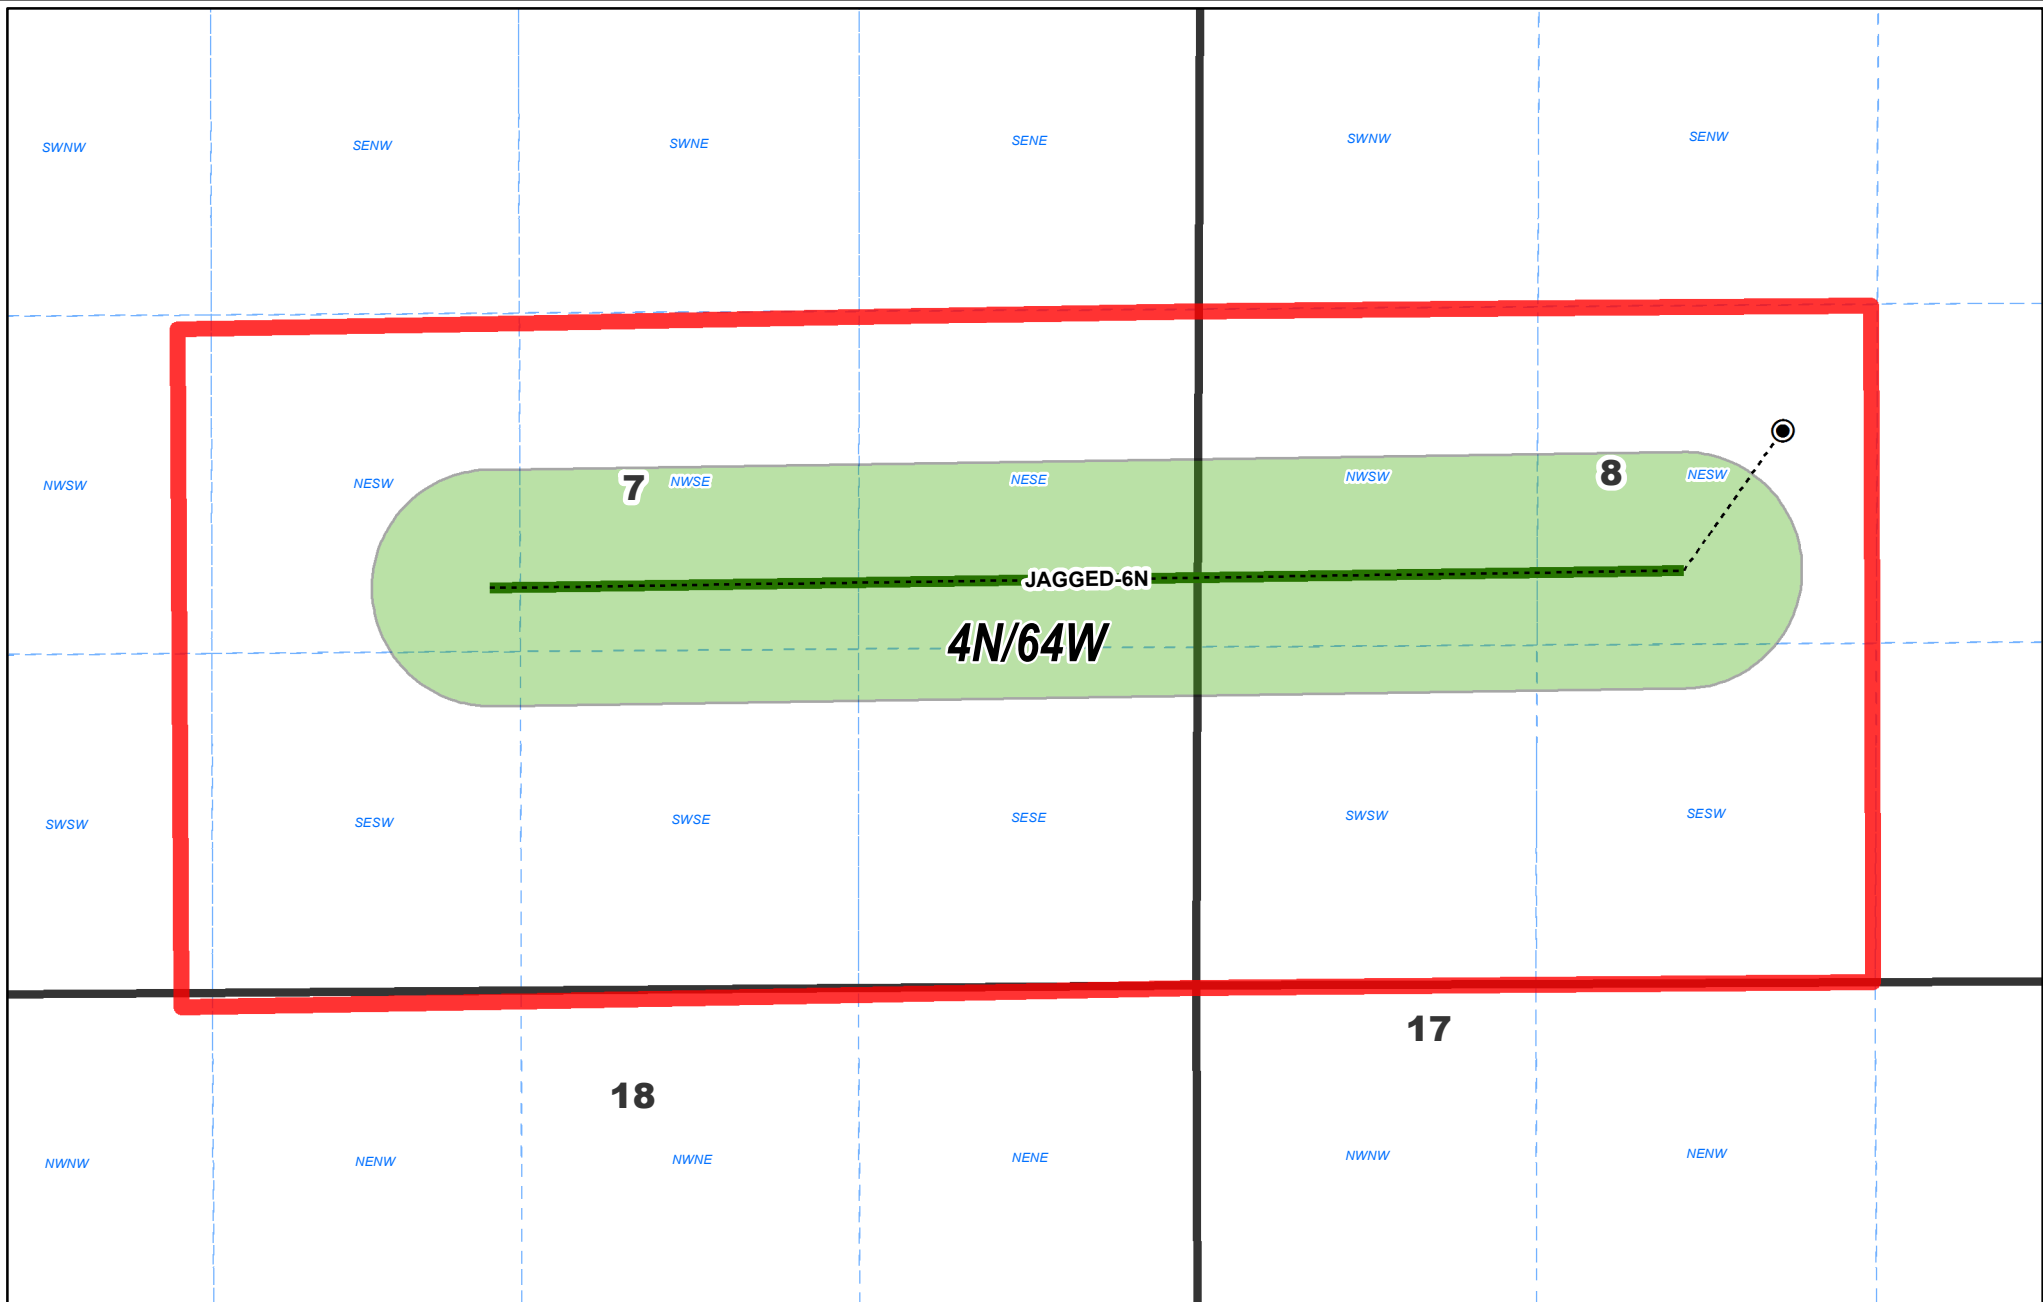 SWNW SENW SWNE SENE SWNW SENW
NWSW NESW 7 NWSE NESE NWSW 8 NESW
JAGGED-6N
4N/64W
SWSW SESW SWSE SESE SWSW SESW
17
18
NWNW NENW NWNE NENE NWNW NENW